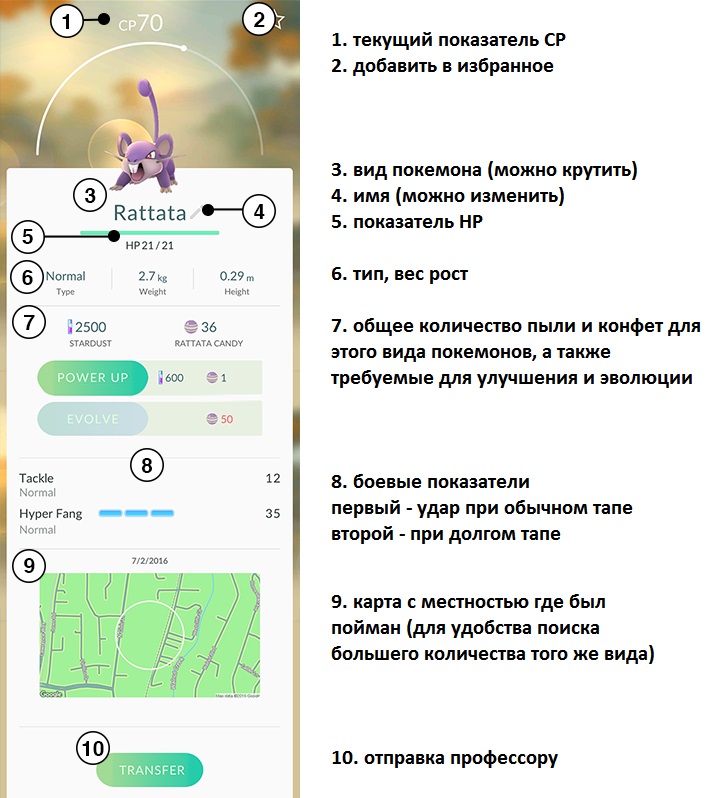 1
CP70
2
3
Rattata
4
5
HP 21 / 21
6
Normal
2.7 kg
0.29 m
Type
Weight
Height
7
2500
36
STARDUST
RATTATA CANDY
POWER UP
600
1
EVOLVE
50
8
Tackle
12
Normal
Hyper Fang
35
Normal
9
7/2/2016
Google
Map data ©2016 Google
10
TRANSFER
1. текущий показатель CP
2. добавить в избранное
3. вид покемона (можно крутить)
4. имя (можно изменить)
5. показатель HP
6. тип, вес рост
7. общее количество пыли и конфет для
этого вида покемонов, а также
требуемые для улучшения и эволюции
8. боевые показатели
первый - удар при обычном тапе
второй - при долгом тапе
9. карта с местностью где был
пойман (для удобства поиска
большего количества того же вида)
10. отправка профессору